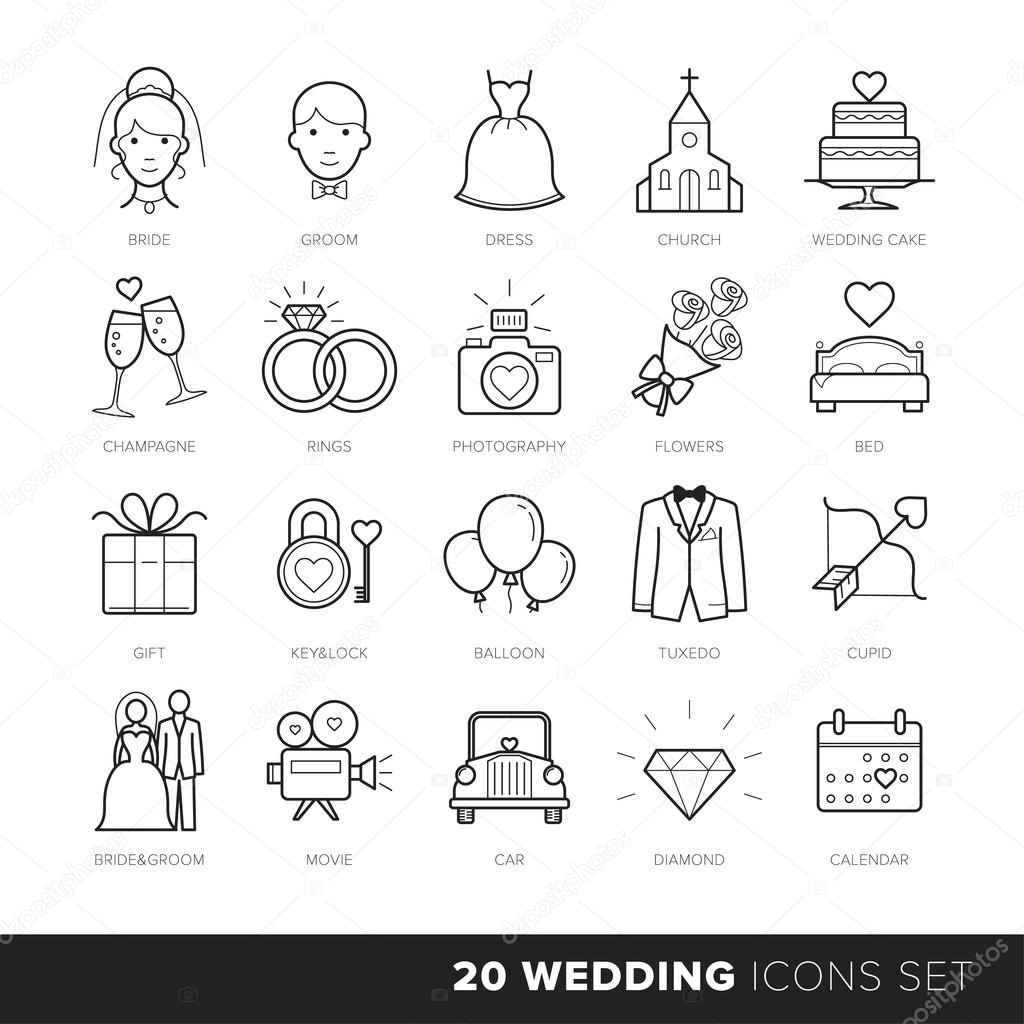 BRIDE GROOM DRESS CHURCH WEDDING CAKE
CHAMPAGNE RINGS PHOTOGRAPHY FLOWERS BED
GIFT KEY&LOCK BALLOON TUXEDO CUPID
BRIDE&GROOM MOVIE CAR DIAMOND CALENDAR
20 WEDDING ICONS SET
depositphotos